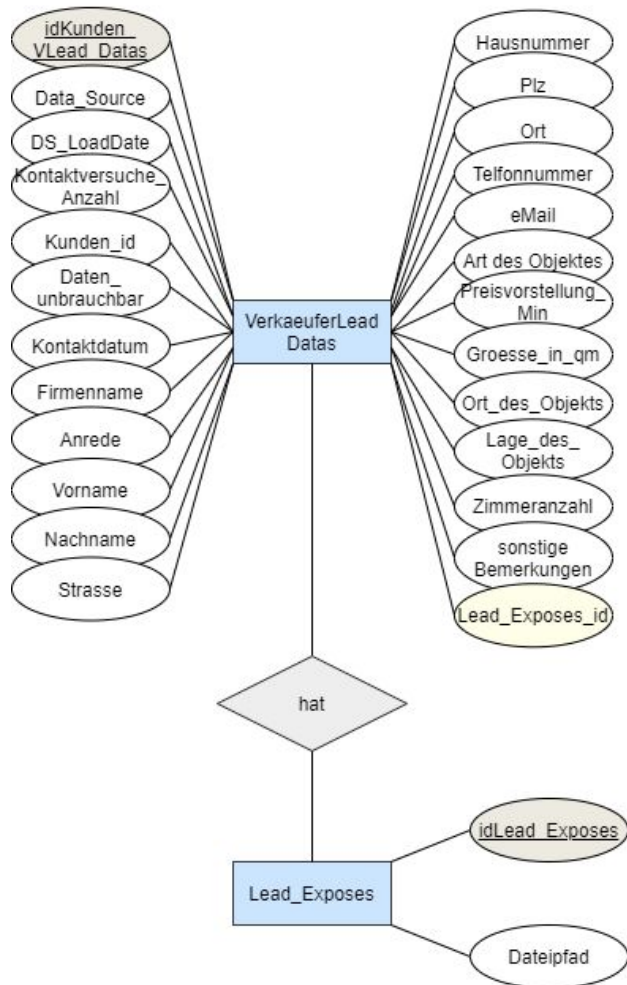 idKunden_
VLead_Datas
Data_Source
DS_LoadDate
Kontaktversuche_
Anzahl
Kunden_id
Daten_
unbrauchbar
Kontaktdatum
Firmenname
Anrede
Vorname
Nachname
Strasse
VerkaeuferLead
Datas
Hausnummer
Plz
Ort
Telfonnummer
eMail
Art des Objektes
Preisvorstellung_
Min
Groesse_in_qm
Ort_des_Objekts
Lage_des_
Objekts
Zimmeranzahl
sonstige
Bemerkungen
Lead_Exposes_id
hat
Lead_Exposes
idLead_Exposes
Dateipfad